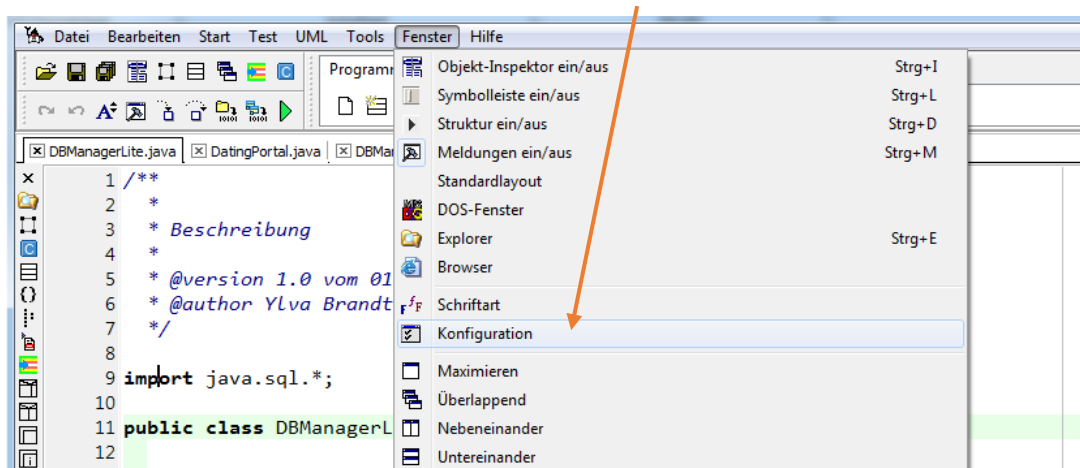 Datei Bearbeiten Start Test UML Tools Fenster Hilfe
Programm
DBManagerLite.java DatingPortal.java DBMa
Objekt-Inspektor ein/aus Strg+I
Symbolleiste ein/aus Strg+L
Struktur ein/aus Strg+D
Meldungen ein/aus Strg+M
Standardlayout
DOS-Fenster
Explorer Strg+E
Browser
Schriftart
Konfiguration
Maximieren
Überlappend
Nebeneinander
Untereinander
1 /**
2 *
3 * Beschreibung
4 *
5 * @version 1.0 vom 01
6 * @author Ylva Brandt
7 */
8
9 import java.sql.*;
10
11 public class DBManagerL
12